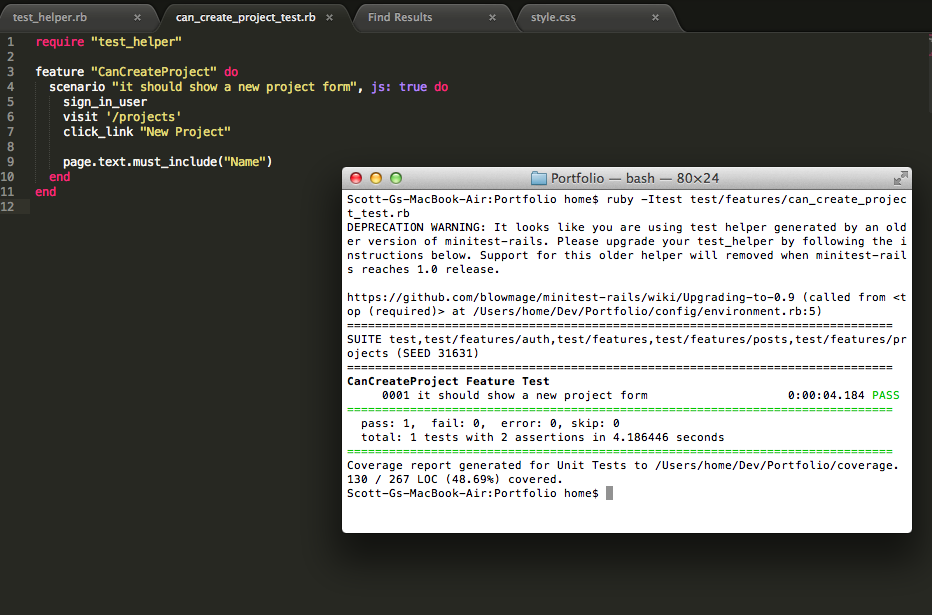 test_helper.rb × can_create_project_test.rb × Find Results × style.css ×
1 require "test_helper"
2
3 feature "CanCreateProject" do
4 scenario "it should show a new project form", js: true do
5 sign_in_user
6 visit '/projects'
7 click_link "New Project"
8
9 page.text.must_include("Name")
10 end
11 end
12
Portfolio — bash — 80×24
Scott-Gs-MacBook-Air:Portfolio home$ ruby -Itest test/features/can_create_projec
t_test.rb
DEPRECATION WARNING: It looks like you are using test helper generated by an old
er version of minitest-rails. Please upgrade your test_helper by following the i
nstructions below. Support for this older helper will removed when minitest-rail
s reaches 1.0 release.
https://github.com/blowmage/minitest-rails/wiki/Upgrading-to-0.9 (called from <t
op (required)> at /Users/home/Dev/Portfolio/config/environment.rb:5)
==============================================================================
SUITE test,test/features/auth,test/features,test/features/posts,test/features/pr
ojects (SEED 31631)
==============================================================================
CanCreateProject Feature Test
0001 it should show a new project form 0:00:04.184 PASS
==============================================================================
pass: 1, fail: 0, error: 0, skip: 0
total: 1 tests with 2 assertions in 4.186446 seconds
==============================================================================
Coverage report generated for Unit Tests to /Users/home/Dev/Portfolio/coverage.
130 / 267 LOC (48.69%) covered.
Scott-Gs-MacBook-Air:Portfolio home$